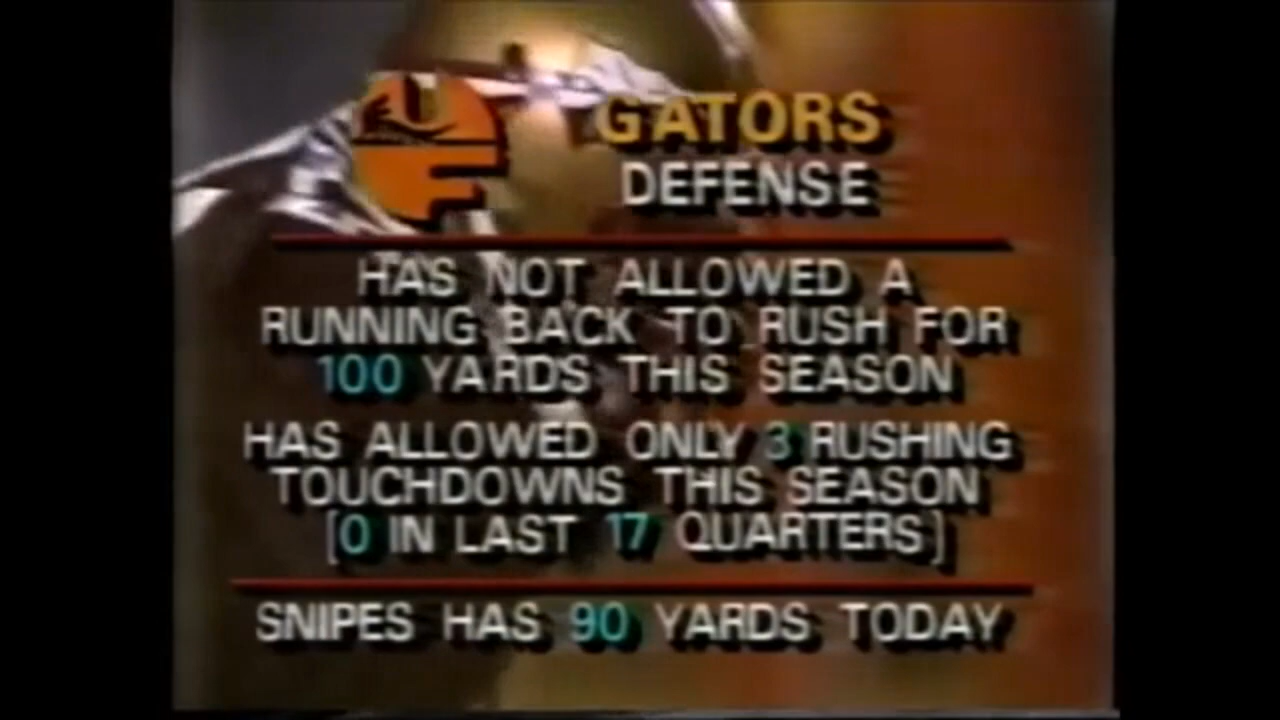 UF
GATORS
DEFENSE
HAS NOT ALLOWED A
RUNNING BACK TO RUSH FOR
100 YARDS THIS SEASON
HAS ALLOWED ONLY 3 RUSHING
TOUCHDOWNS THIS SEASON
[0 IN LAST 17 QUARTERS]
SNIPES HAS 90 YARDS TODAY